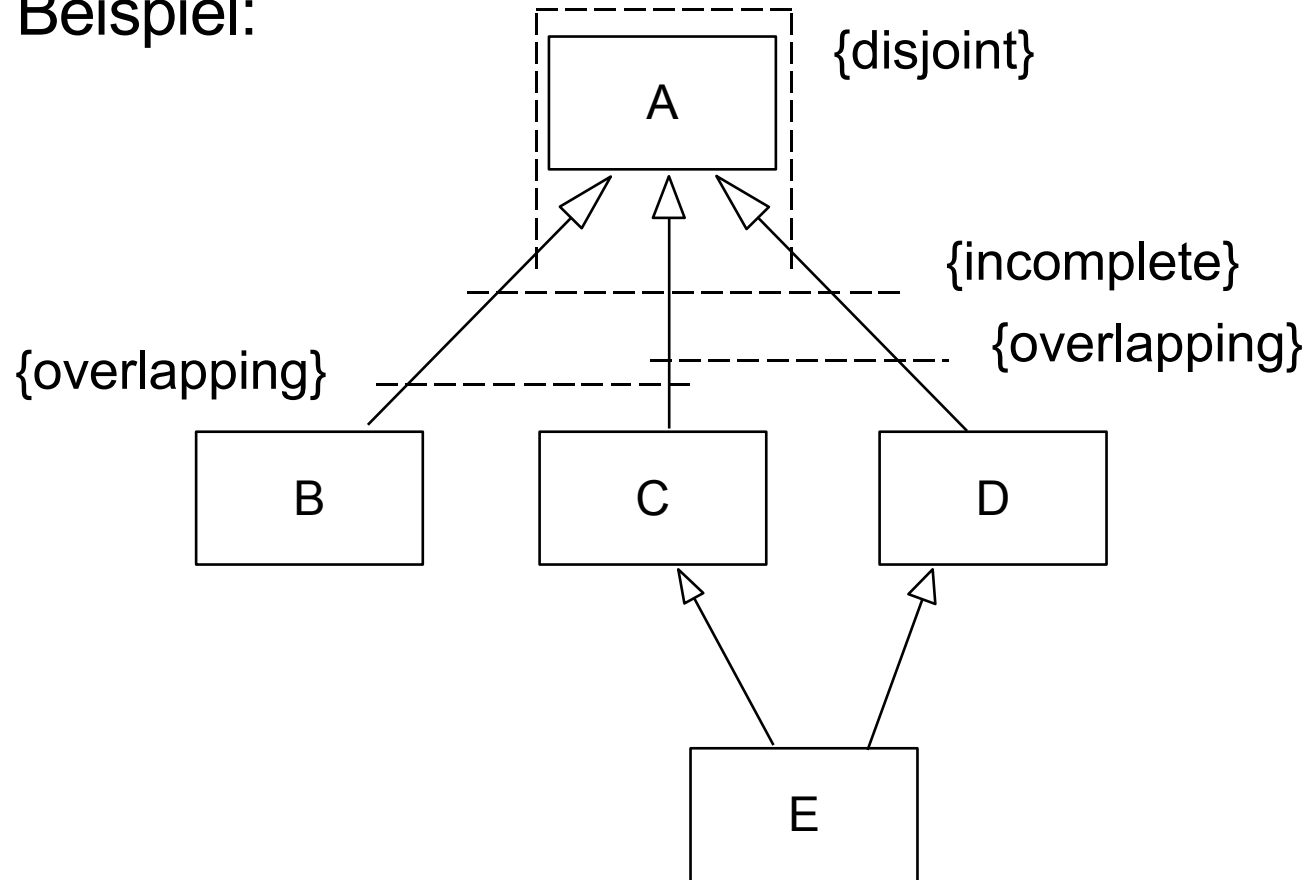 Beispiel:
{disjoint}
A
{incomplete}
{overlapping}
{overlapping}
B
C
D
E